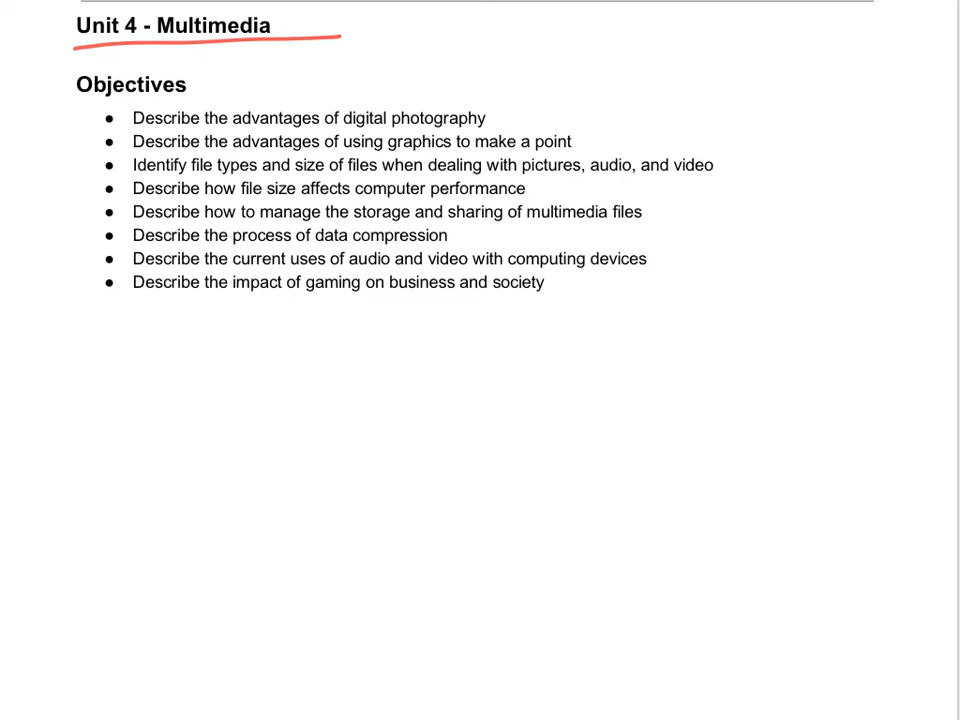 Unit 4 - Multimedia
Objectives
● Describe the advantages of digital photography
● Describe the advantages of using graphics to make a point
● Identify file types and size of files when dealing with pictures, audio, and video
● Describe how file size affects computer performance
● Describe how to manage the storage and sharing of multimedia files
● Describe the process of data compression
● Describe the current uses of audio and video with computing devices
● Describe the impact of gaming on business and society